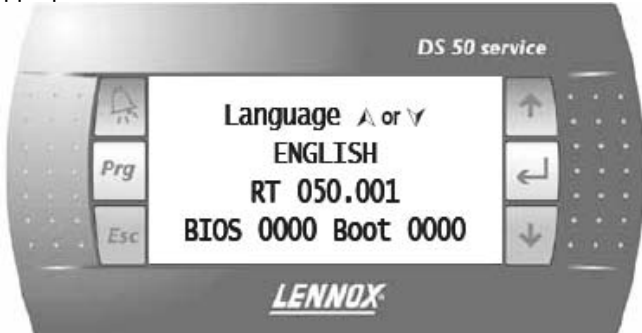 DS 50 service
Language ⮝ or ⮟
ENGLISH
Prg
RT 050.001
Esc
BIOS 0000 Boot 0000
LENNOX